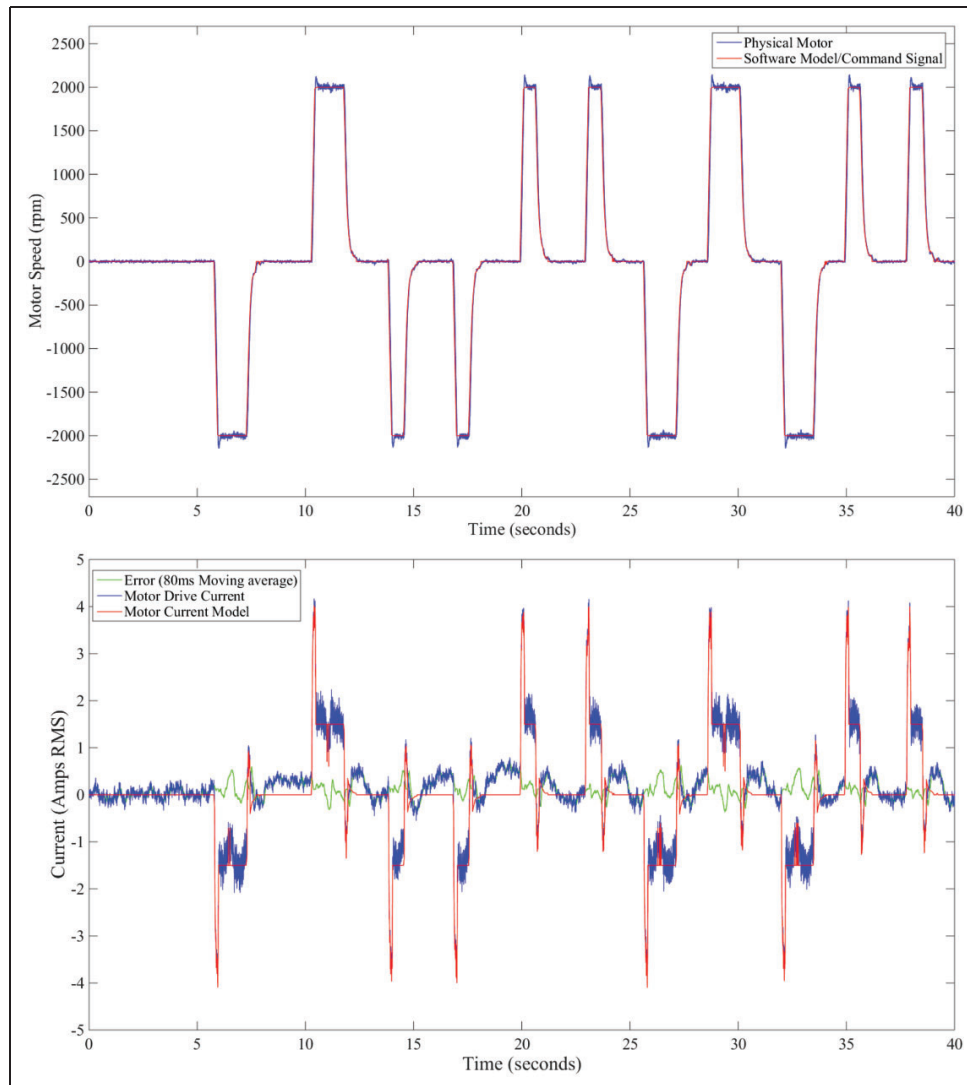 2500
2000
1500
1000
500
0
-500
-1000
-1500
-2000
-2500
Motor Speed (rpm)
Physical Motor
Software Model/Command Signal
0 5 10 15 20 25 30 35 40
Time (seconds)
5
4
3
2
1
0
-1
-2
-3
-4
-5
Current (Amps RMS)
Error (80ms Moving average)
Motor Drive Current
Motor Current Model
0 5 10 15 20 25 30 35 40
Time (seconds)